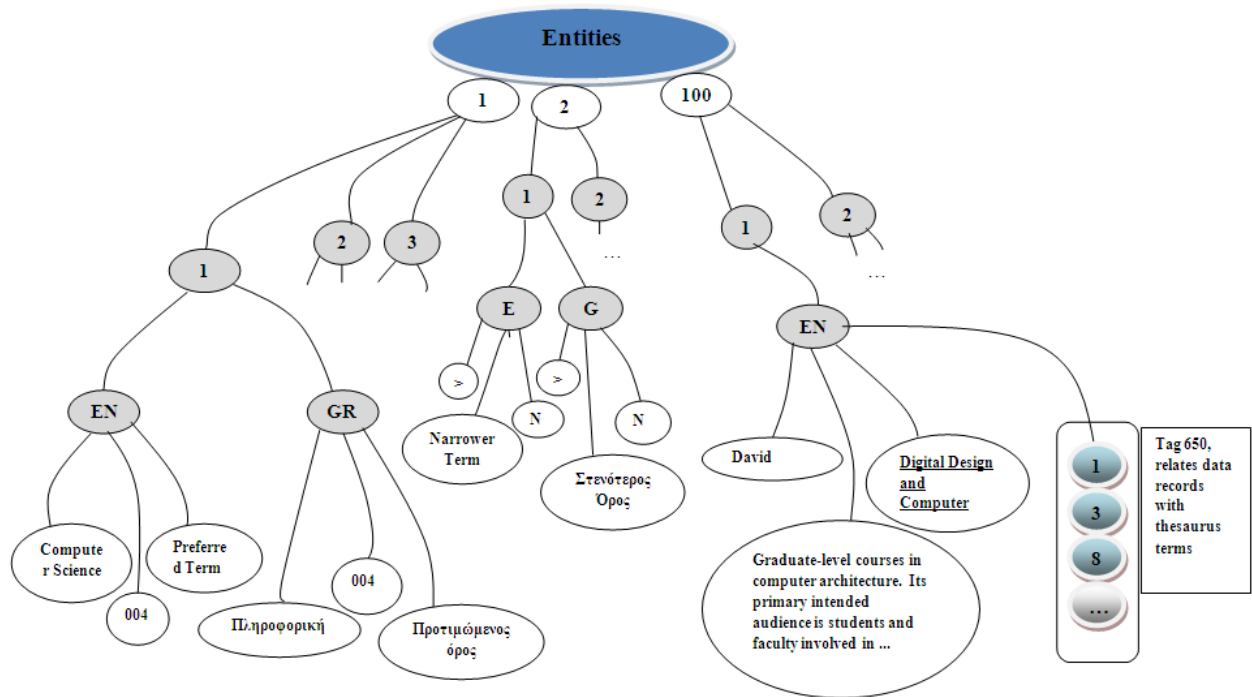 Entities
1
2
100
1
2
1
2
2
3
1
...
...
1
E
G
EN
>
>
EN
GR
N
N
Narrower
Term
David
Digital Design
and
Computer
Tag 650,
relates data
records
with
thesaurus
terms
1
3
8
...
Στενότερος
Όρος
Compute
r Science
Preferre
d Term
004
004
Πληροφορική
Προτιμώμενος
όρος
Graduate-level courses in
computer architecture. Its
primary intended
audience is students and
faculty involved in ...